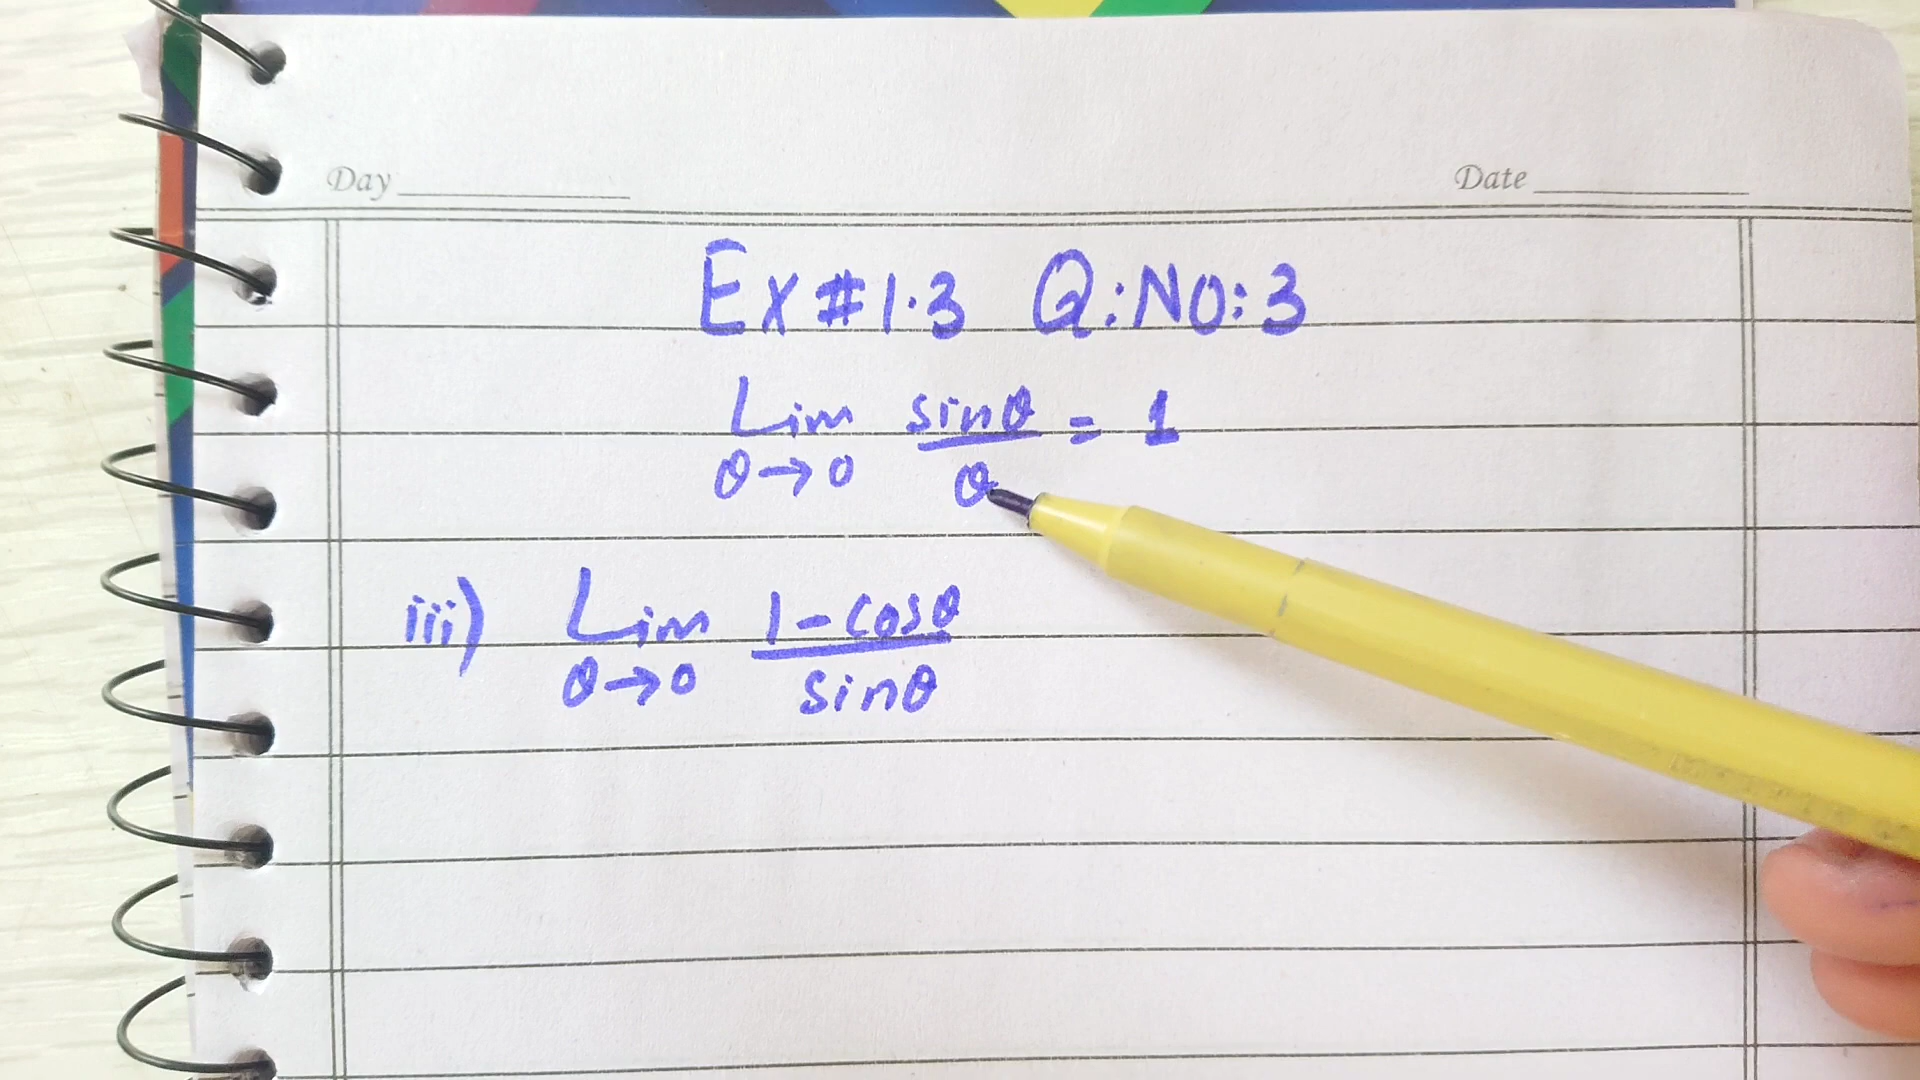 Day Date
Ex#1.3 Q:No:3
Lim sinθ = 1
θ→0 θ
iii) Lim 1-cosθ
θ→0 sinθ